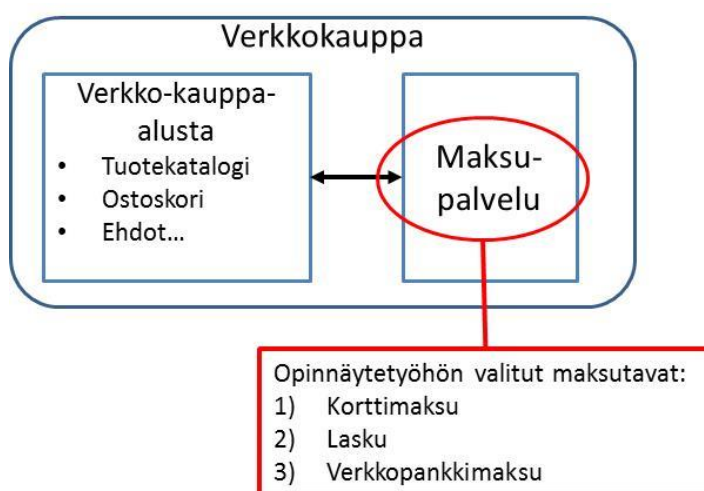 Verkkokauppa
Verkko-kauppa-
alusta
• Tuotekatalogi
• Ostoskori
• Ehdot...
Maksu-
palvelu
Opinnäytetyöhön valitut maksutavat:
1) Korttimaksu
2) Lasku
3) Verkkopankkimaksu